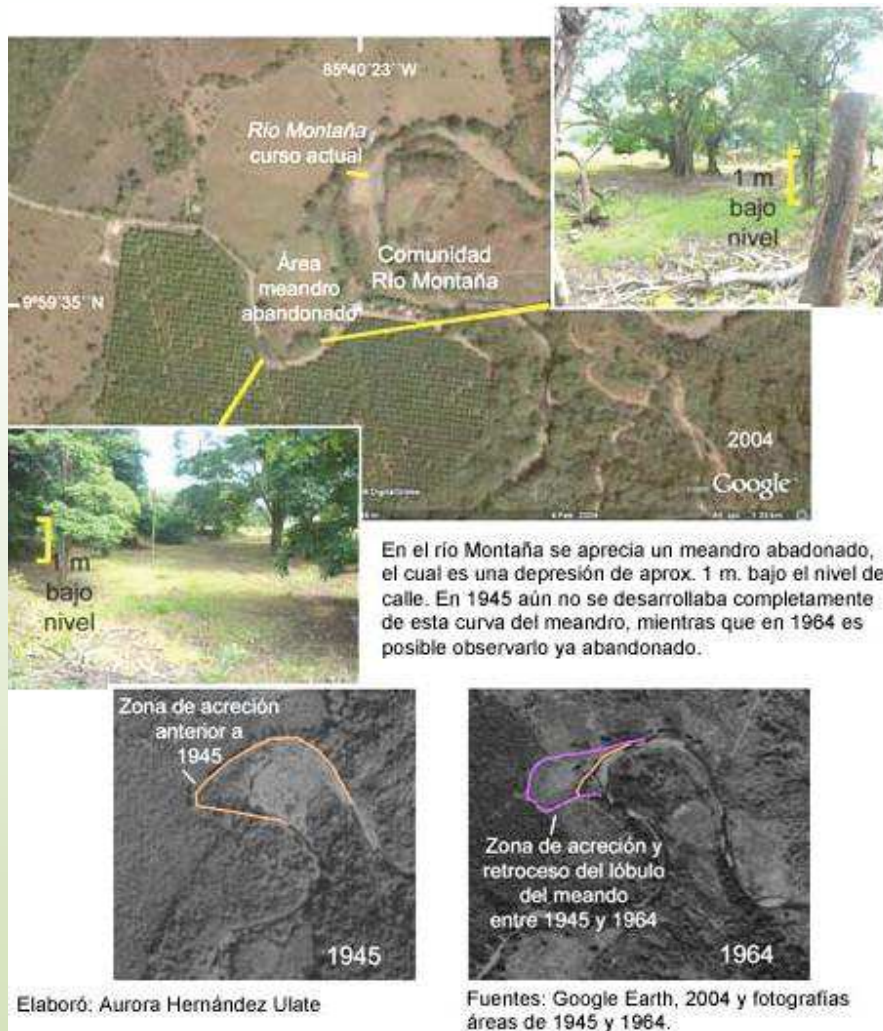 85º40´23´´W
Río Montaña
curso actual
1 m
bajo
nivel
Área
meandro
abandonado
Comunidad
Río Montaña
9º59´35´´ N
2004
Google
1 m
bajo
nivel
En el río Montaña se aprecia un meandro abadonado,
el cual es una depresión de aprox. 1 m. bajo el nivel de
calle. En 1945 aún no se desarrollaba completamente
de esta curva del meandro, mientras que en 1964 es
posible observarlo ya abandonado.
Zona de acreción
anterior a
1945
1945
Zona de acreción y
retroceso del lóbulo
del meando
entre 1945 y 1964
1964
Elaboró: Aurora Hernández Ulate
Fuentes: Google Earth, 2004 y fotografías
áreas de 1945 y 1964.